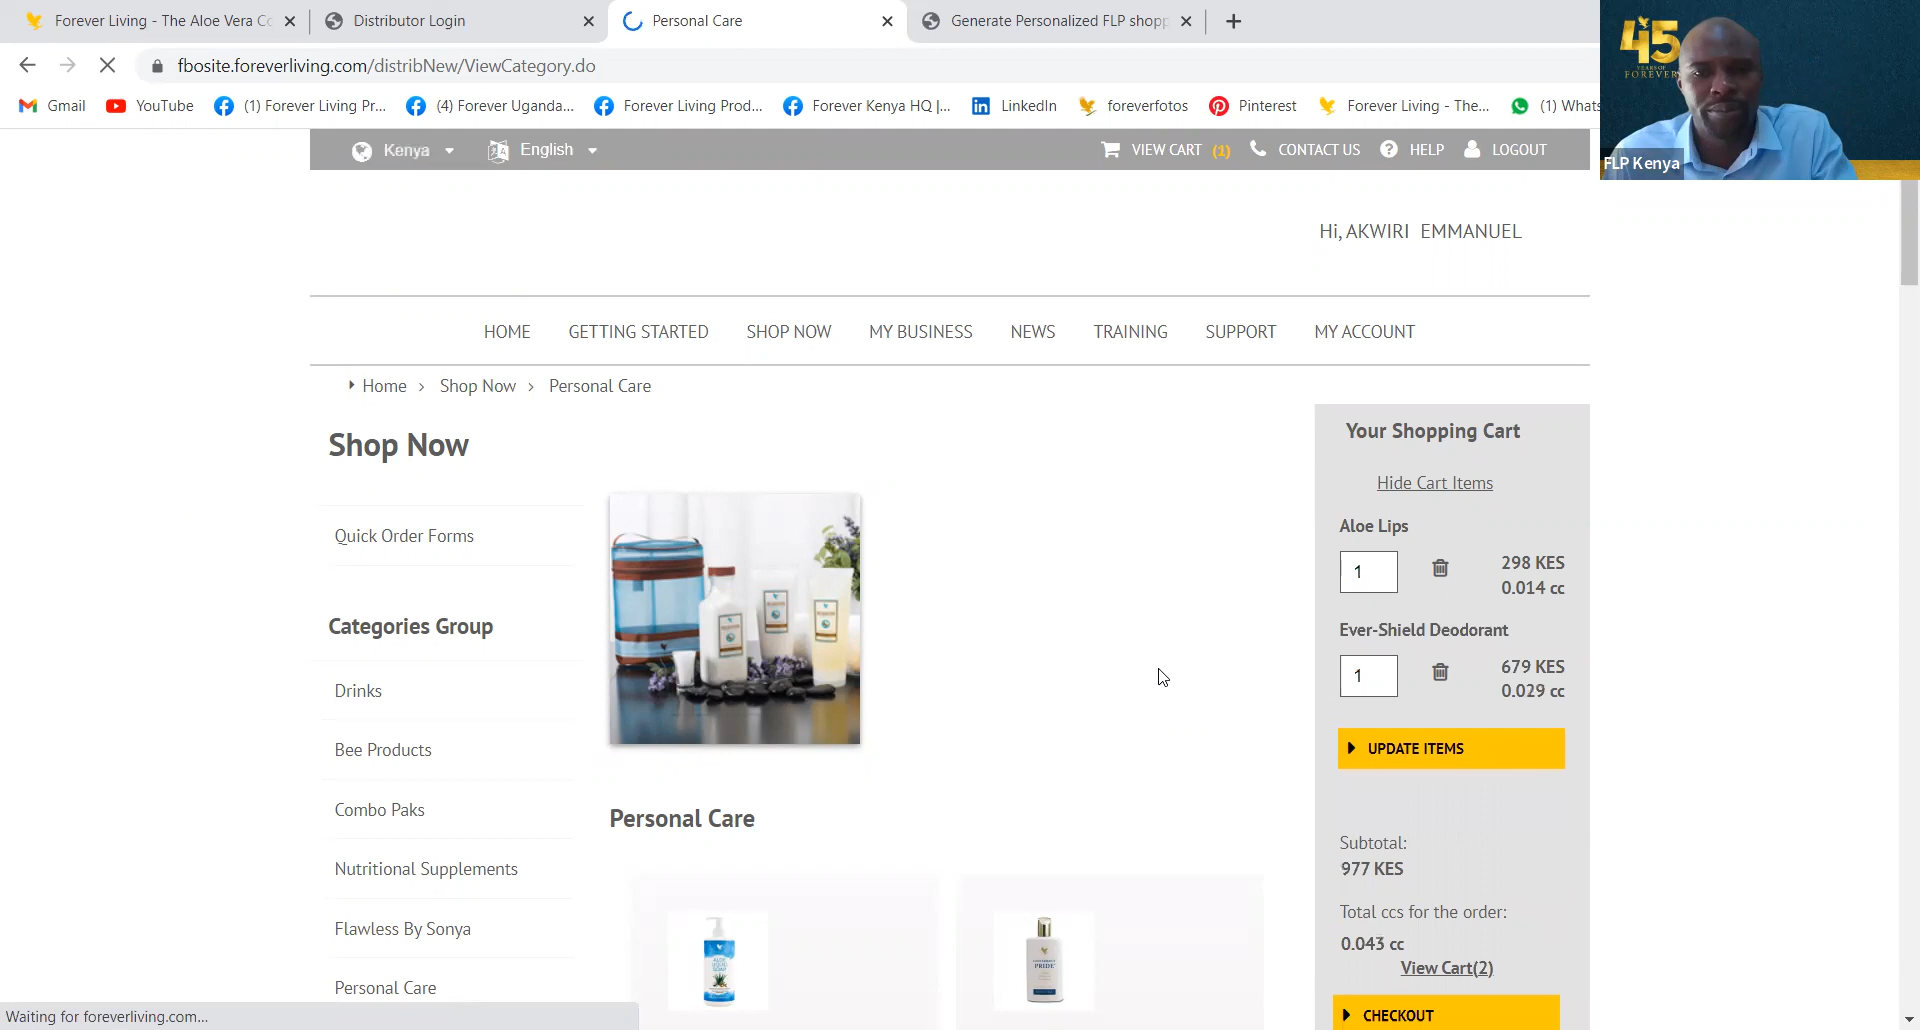 Forever Living - The Aloe Vera Co
Distributor Login
Personal Care
Generate Personalized FLP shopp
fbosite.foreverliving.com/distribNew/ViewCategory.do
Gmail
YouTube
(1) Forever Living Pr...
(4) Forever Uganda...
Forever Living Prod...
Forever Kenya HQ |...
LinkedIn
foreverfotos
Pinterest
Forever Living - The...
(1) Whats
45
YEARS OF
FOREVER
FLP Kenya
Kenya
English
VIEW CART (1)
CONTACT US
HELP
LOGOUT
Hi, AKWIRI EMMANUEL
HOME
GETTING STARTED
SHOP NOW
MY BUSINESS
NEWS
TRAINING
SUPPORT
MY ACCOUNT
Home › Shop Now › Personal Care
Shop Now
Quick Order Forms
Categories Group
Drinks
Bee Products
Combo Paks
Nutritional Supplements
Flawless By Sonya
Personal Care
Personal Care
ALOE
LIQUID
SOAP
PRIDE
Your Shopping Cart
Hide Cart Items
Aloe Lips
1
298 KES
0.014 cc
Ever-Shield Deodorant
1
679 KES
0.029 cc
UPDATE ITEMS
Subtotal:
977 KES
Total ccs for the order:
0.043 cc
View Cart(2)
CHECKOUT
Waiting for foreverliving.com...